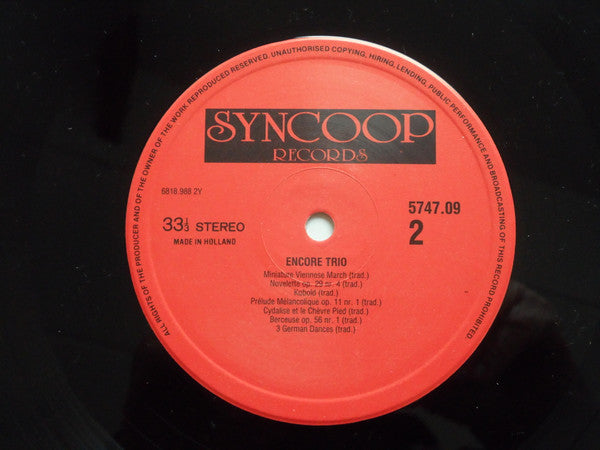 ALL RIGHTS OF THE PRODUCER AND OF THE OWNER OF THE WORK REPRODUCED RESERVED. UNAUTHORISED COPYING, HIRING, LENDING, PUBLIC PERFORMANCE AND BROADCASTING OF THIS RECORD PROHIBITED.
SYNCOOP
RECORDS
6818.988 2Y
33⅓ STEREO
MADE IN HOLLAND
5747.09
2
ENCORE TRIO
Miniature Viennose March (trad.)
Novelette op. 29 nr. 4 (trad.)
Kobold (trad.)
Prélude Mélancolique op. 11 nr. 1 (trad.)
Cydalise et le Chèvre Pied (trad.)
Berceuse op. 56 nr. 1 (trad.)
3 German Dances (trad.)